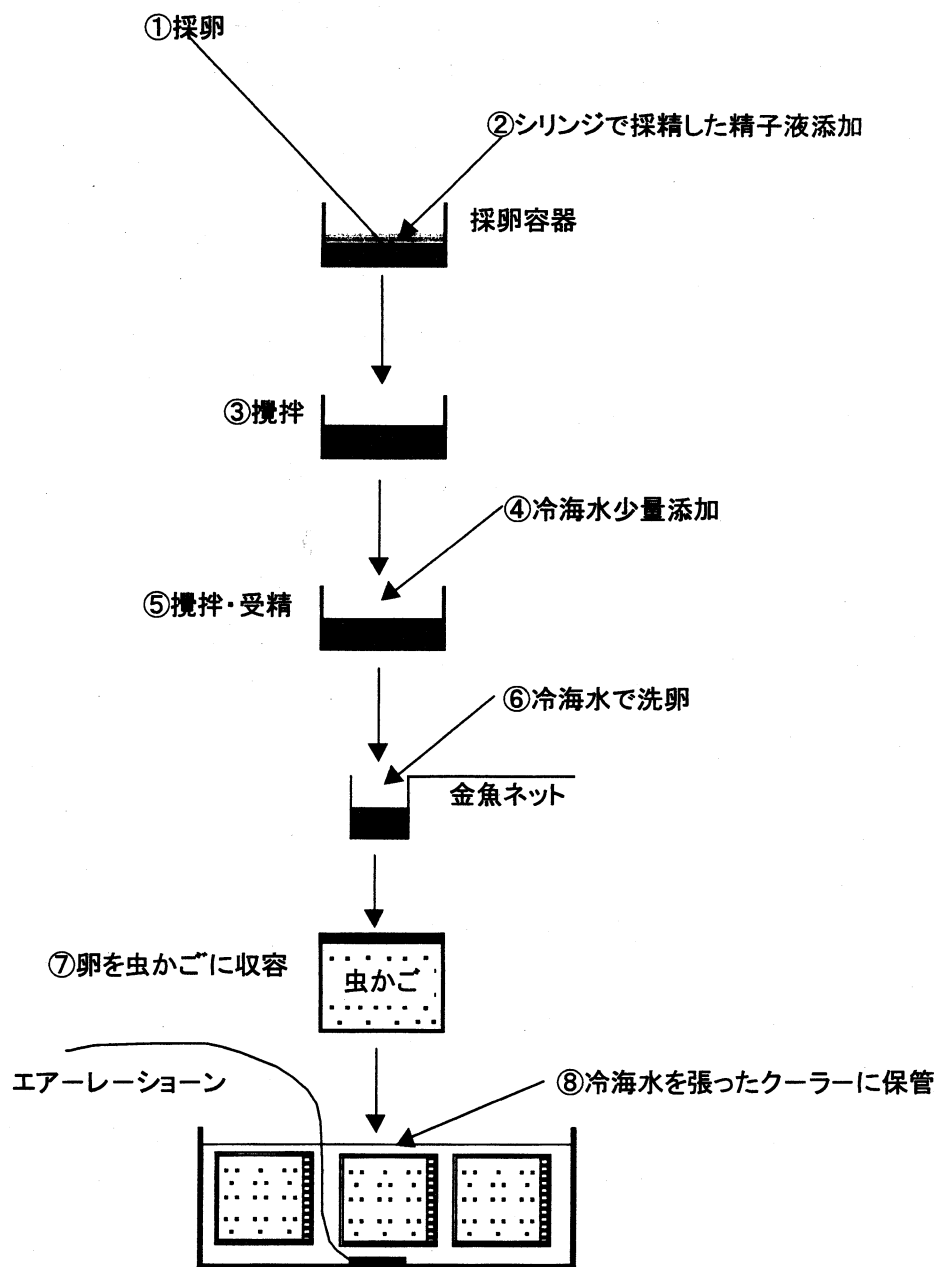 ①採卵
②シリンジで採精した精子液添加
採卵容器
③攪拌
④冷海水少量添加
⑤攪拌・受精
⑥冷海水で洗卵
金魚ネット
⑦卵を虫かごに収容
虫かご
エアーレーショーン
⑧冷海水を張ったクーラーに保管